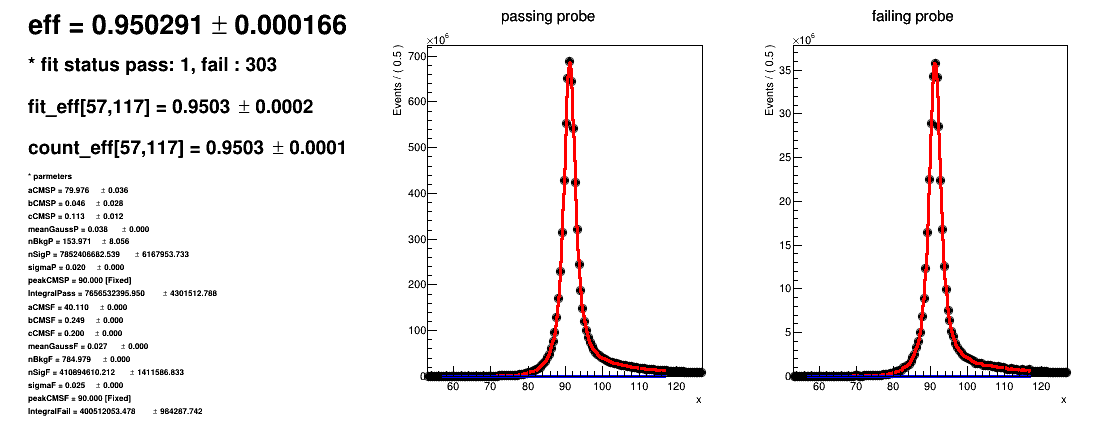 eff = 0.950291 ± 0.000166
* fit status pass: 1, fail : 303
fit_eff[57,117] = 0.9503 ± 0.0002
count_eff[57,117] = 0.9503 ± 0.0001
* parmeters
aCMSP = 79.976 ± 0.036
bCMSP = 0.046 ± 0.028
cCMSP = 0.113 ± 0.012
meanGaussP = 0.038 ± 0.000
nBkgP = 153.971 ± 8.056
nSigP = 7852406682.539 ± 6167953.733
sigmaP = 0.020 ± 0.000
peakCMSP = 90.000 [Fixed]
IntegralPass = 7656532395.950 ± 4301512.788
aCMSF = 40.110 ± 0.000
bCMSF = 0.249 ± 0.000
cCMSF = 0.200 ± 0.000
meanGaussF = 0.027 ± 0.000
nBkgF = 784.979 ± 0.000
nSigF = 410894610.212 ± 1411586.833
sigmaF = 0.025 ± 0.000
peakCMSF = 90.000 [Fixed]
IntegralFail = 400512053.478 ± 984287.742
passing probe
×10⁶
Events / ( 0.5 )
700
600
500
400
300
200
100
0
60 70 80 90 100 110 120
x
failing probe
×10⁶
Events / ( 0.5 )
35
30
25
20
15
10
5
0
60 70 80 90 100 110 120
x